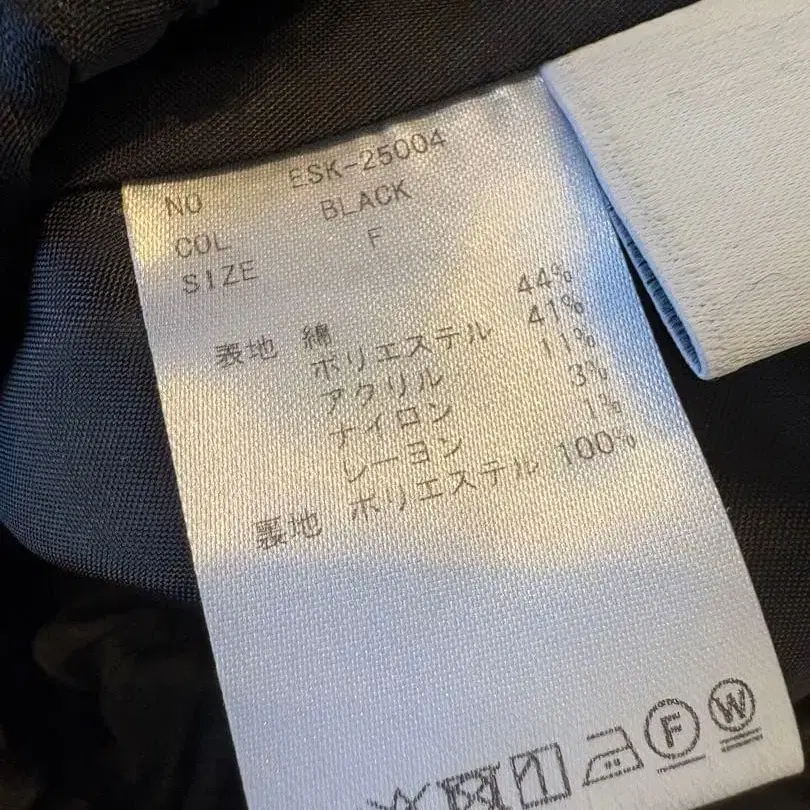 NO ESK-25004
COL BLACK
SIZE F
表地 綿 44%
ポリエステル 41%
アクリル 11%
ナイロン 3%
レーヨン 1%
裏地 ポリエステル 100%
F W